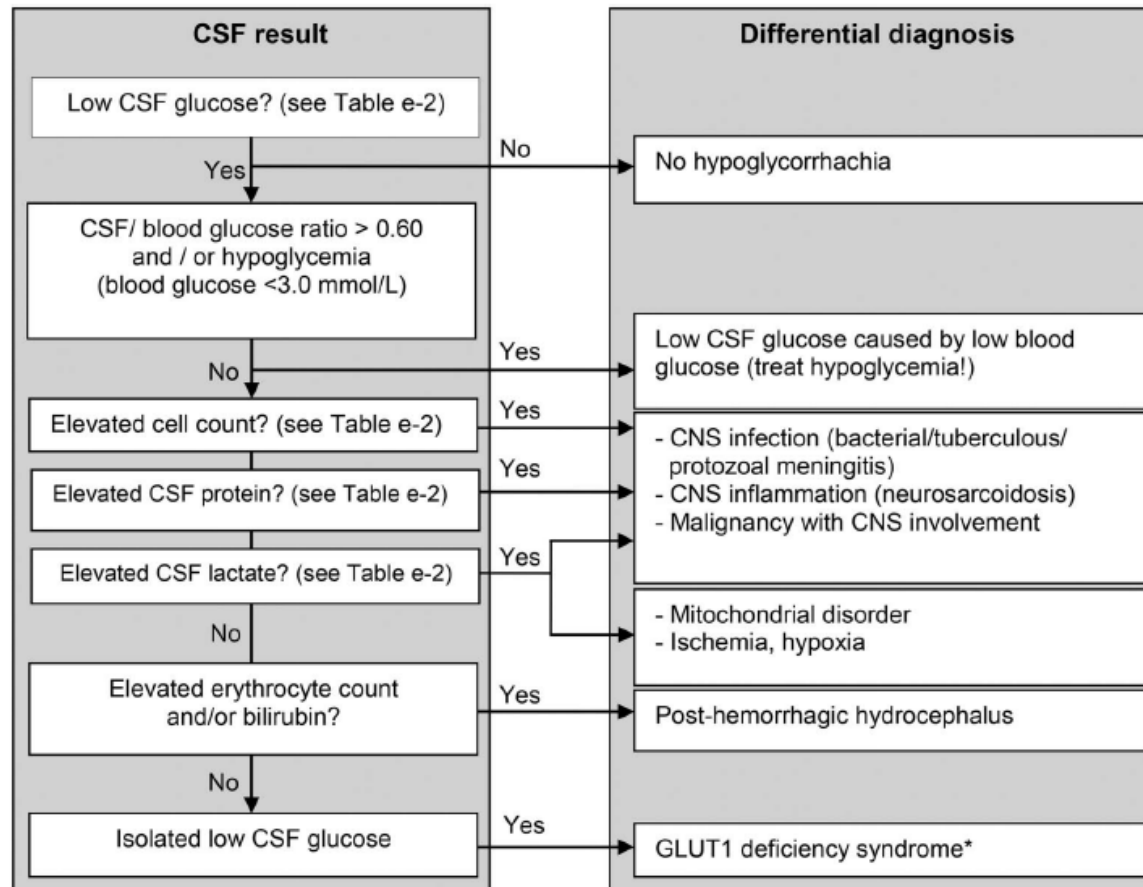 CSF result
Low CSF glucose? (see Table e-2)
Yes
CSF/ blood glucose ratio > 0.60
and / or hypoglycemia
(blood glucose <3.0 mmol/L)
No
Elevated cell count? (see Table e-2)
Elevated CSF protein? (see Table e-2)
Elevated CSF lactate? (see Table e-2)
No
Elevated erythrocyte count
and/or bilirubin?
No
Isolated low CSF glucose
No
Yes
Yes
Yes
Yes
Yes
Yes
Differential diagnosis
No hypoglycorrhachia
Low CSF glucose caused by low blood
glucose (treat hypoglycemia!)
- CNS infection (bacterial/tuberculous/
protozoal meningitis)
- CNS inflammation (neurosarcoidosis)
- Malignancy with CNS involvement
- Mitochondrial disorder
- Ischemia, hypoxia
Post-hemorrhagic hydrocephalus
GLUT1 deficiency syndrome*